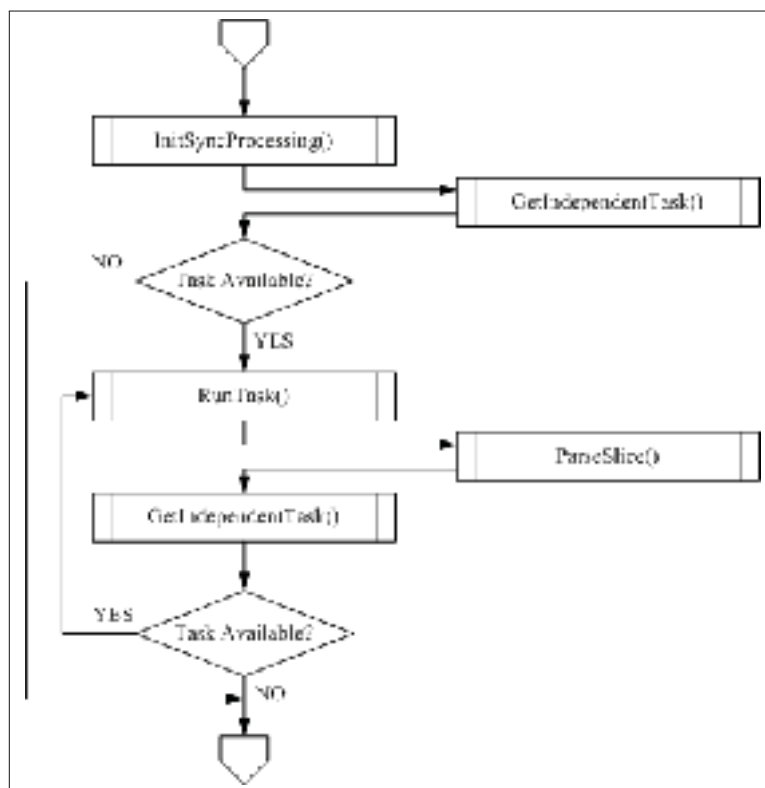 InitSyncProcessing()
GetIndependentTask()
NO
Task Available?
YES
RunTask()
ParseSlice()
GetIndependentTask()
YES
Task Available?
NO